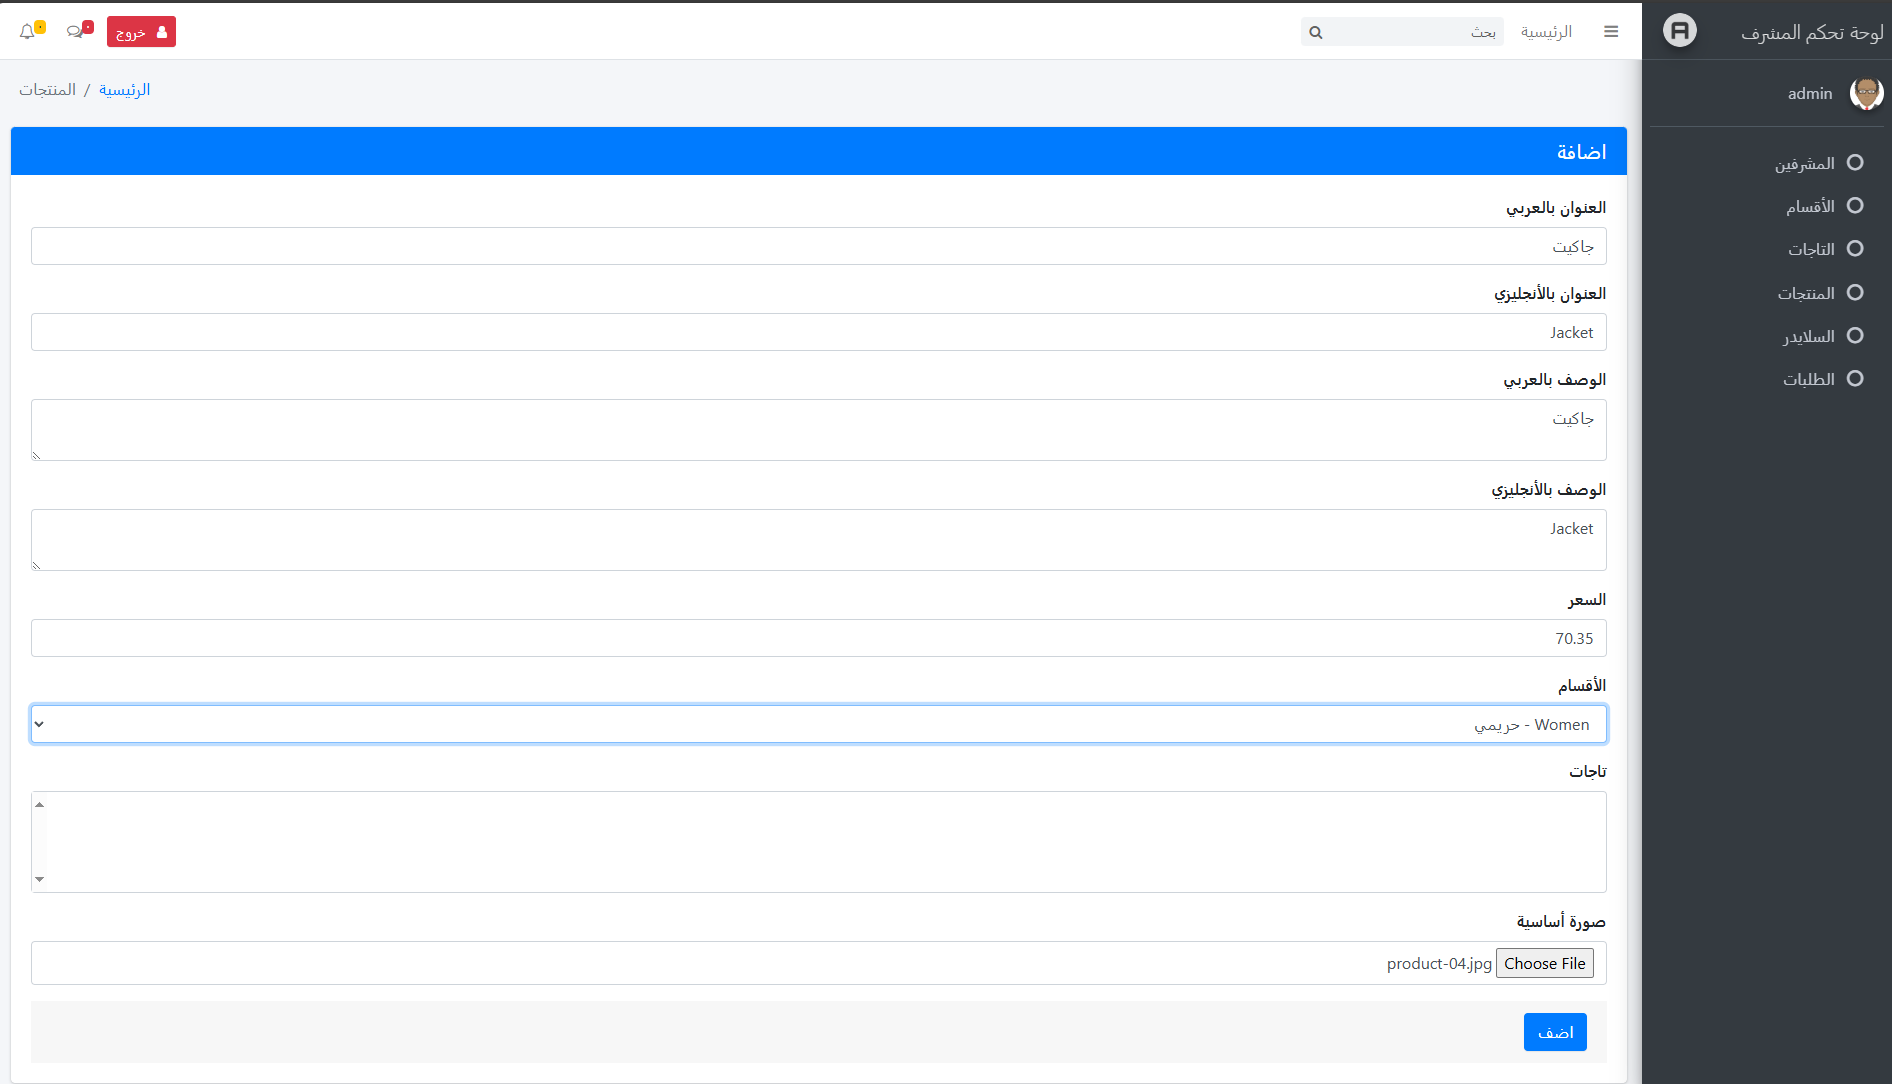 لوحة تحكم المشرف
admin
المشرفين
الأقسام
التاجات
المنتجات
السلايدر
الطلبات
الرئيسية
بحث
خروج
الرئيسية / المنتجات
اضافة
العنوان بالعربي
جاكيت
العنوان بالأنجليزي
Jacket
الوصف بالعربي
جاكيت
الوصف بالأنجليزي
Jacket
السعر
70.35
الأقسام
Women - حريمي
تاجات
صورة أساسية
Choose File product-04.jpg
اضف